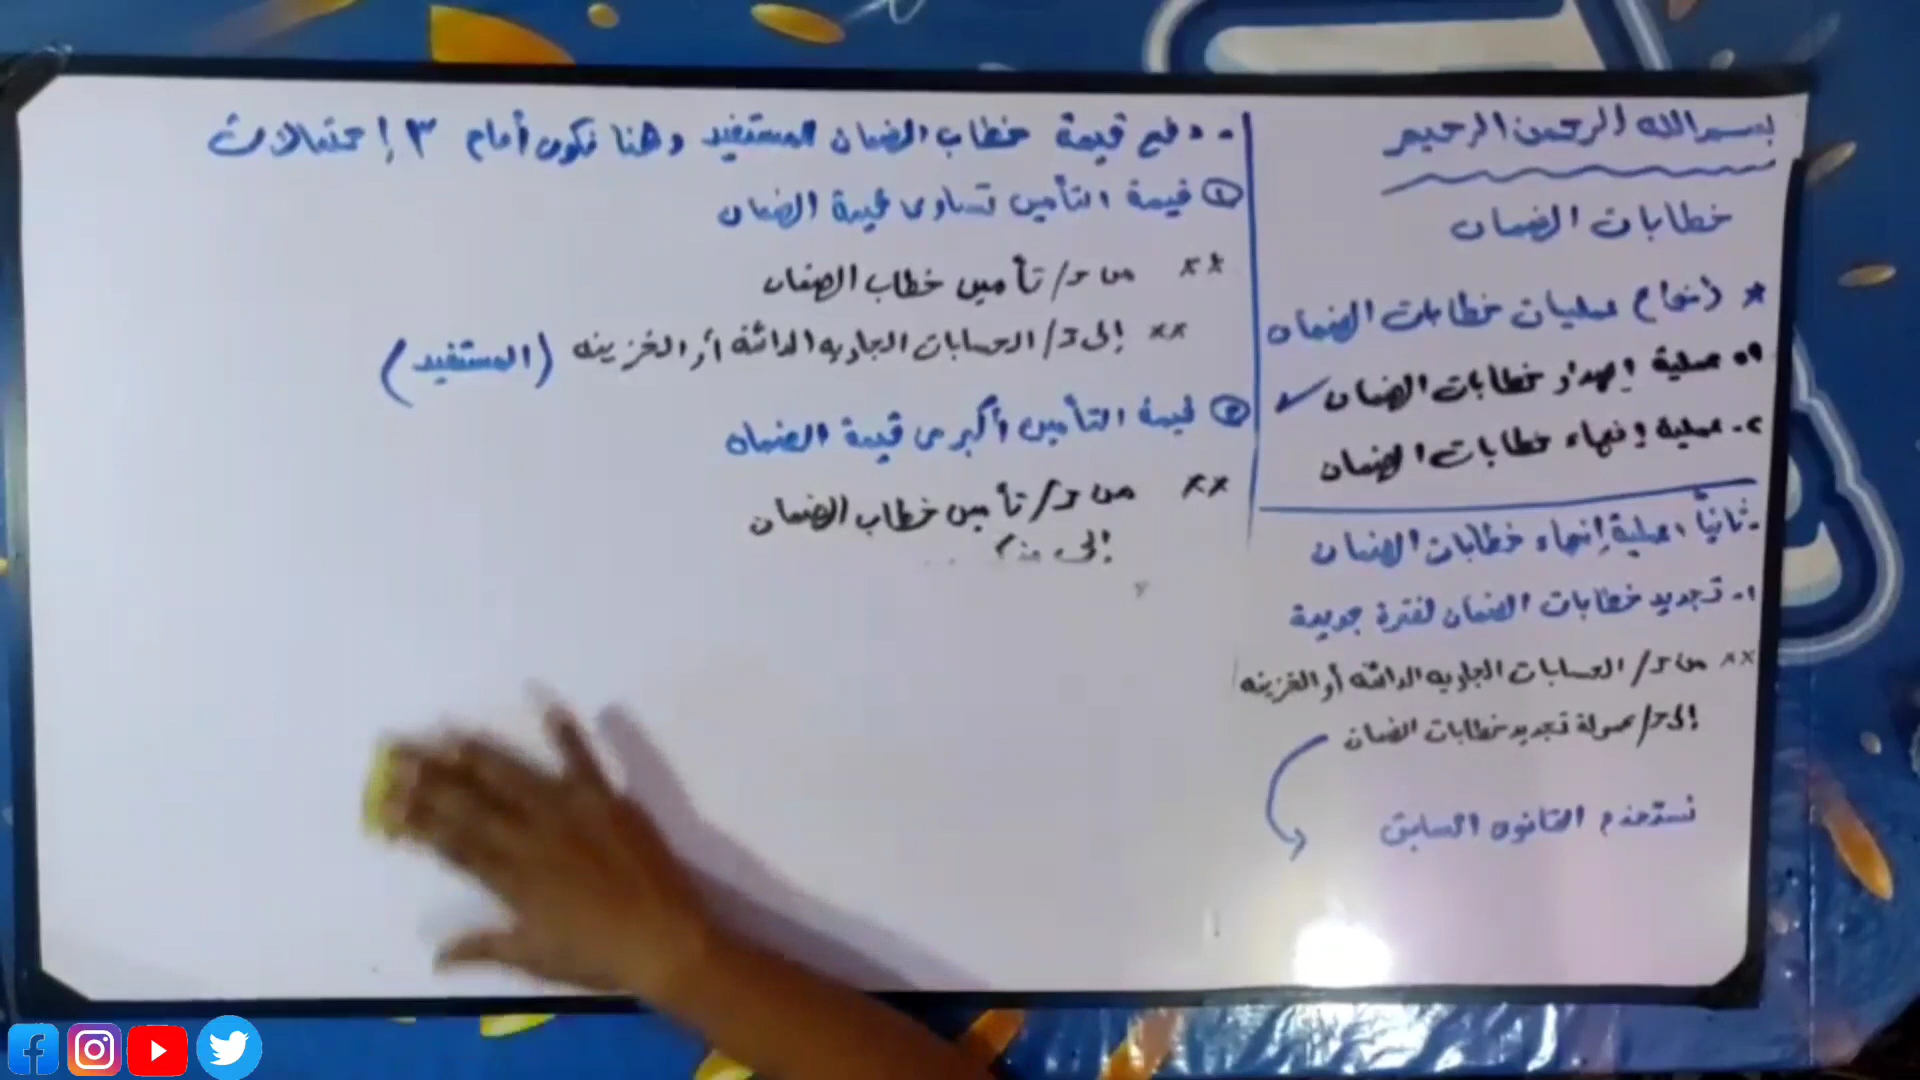 بسم الله الرحمن الرحيم
خطابات الضمان
* أنواع عمليات خطابات الضمان
١- عملية إصدار خطابات الضمان ✓
٢- عملية إنهاء خطابات الضمان
- ثانياً : عملية إنهاء خطابات الضمان
١- تجديد خطابات الضمان لفترة جديدة
×× من ح/ الحسابات الجاريه الدائنه أو الخزينه
إلى ح/ عمولة تجديد خطابات الضمان
نستخدم القانون السابق
- دفع قيمة خطاب الضمان للمستفيد وهنا نكون أمام ٣ إحتمالات
① قيمة التأمين تساوى قيمة الضمان
×× من ح/ تأمين خطاب الضمان
×× إلى ح/ الحسابات الجاريه الدائنه أو الخزينه (المستفيد)
② قيمة التأمين أكبر من قيمة الضمان
×× من ح/ تأمين خطاب الضمان
إلى